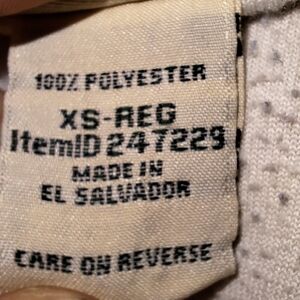 100% POLYESTER
XS-REG
ItemID 247229
MADE IN
EL SALVADOR
CARE ON REVERSE